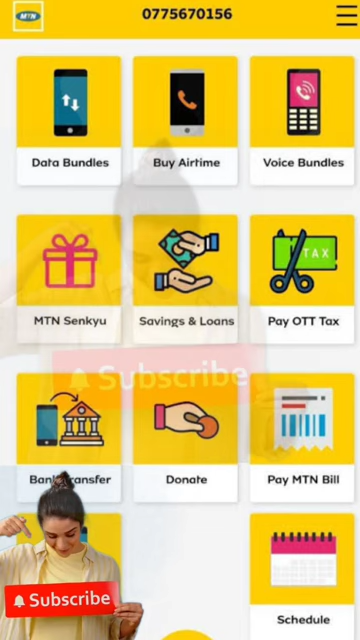 MTN
0775670156
Data Bundles
Buy Airtime
Voice Bundles
MTN Senkyu
Savings & Loans
TAX
Pay OTT Tax
Subscribe
Donate
Pay MTN Bill
Subscribe
Schedule